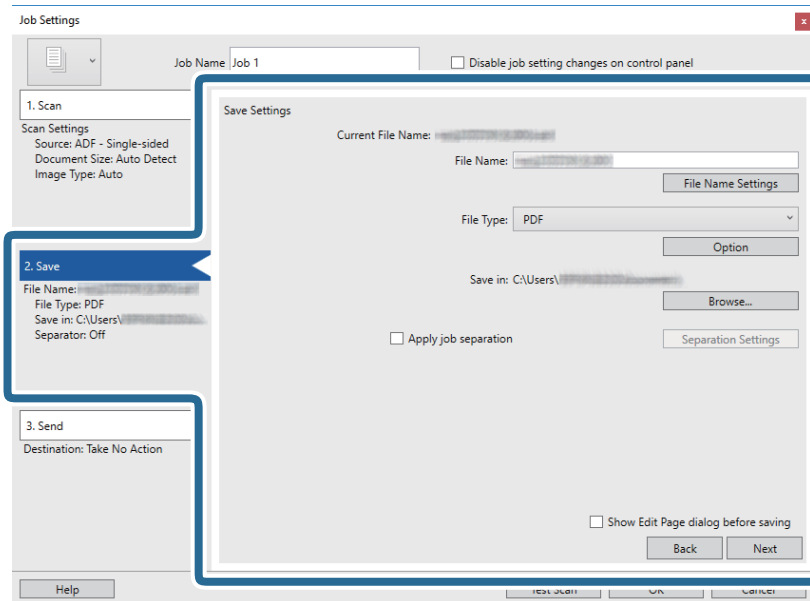 Job Settings
x
Job Name Job 1
Disable job setting changes on control panel
1. Scan
Scan Settings
Source: ADF - Single-sided
Document Size: Auto Detect
Image Type: Auto
Save Settings
Current File Name:
File Name:
File Name Settings
File Type: PDF
Option
Save in: C:\Users\
Browse...
Apply job separation
Separation Settings
2. Save
File Name:
File Type: PDF
Save in: C:\Users\
Separator: Off
3. Send
Destination: Take No Action
Show Edit Page dialog before saving
Back Next
Help Test Scan OK Cancel